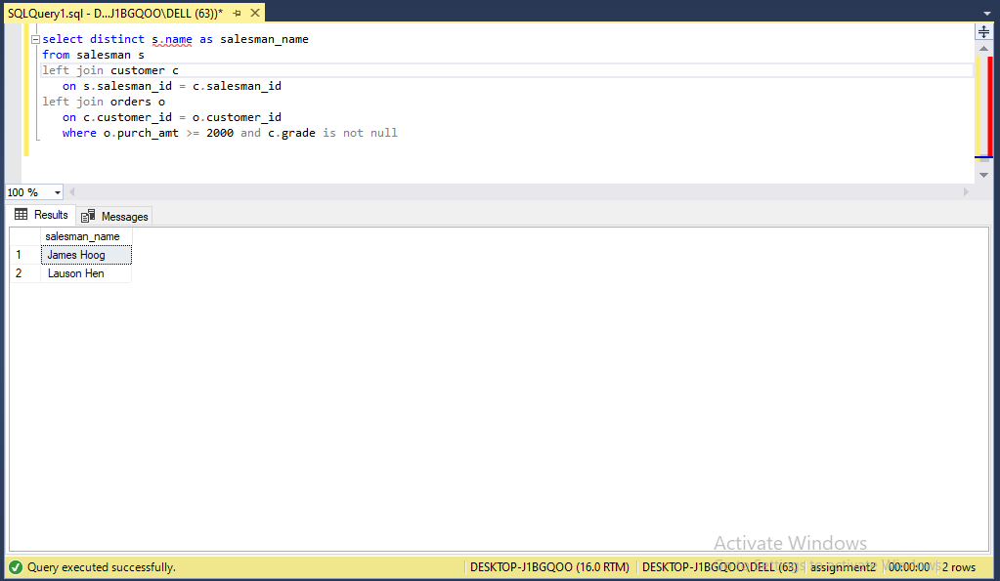 SQLQuery1.sql - D...J1BGQOO\DELL (63))*
select distinct s.name as salesman_name
from salesman s
left join customer c
on s.salesman_id = c.salesman_id
left join orders o
on c.customer_id = o.customer_id
where o.purch_amt >= 2000 and c.grade is not null
100 %
Results Messages
salesman_name
1 James Hoog
2 Lauson Hen
Activate Windows
Query executed successfully. DESKTOP-J1BGQOO (16.0 RTM) DESKTOP-J1BGQOO\DELL (63) assignment2 00:00:00 2 rows